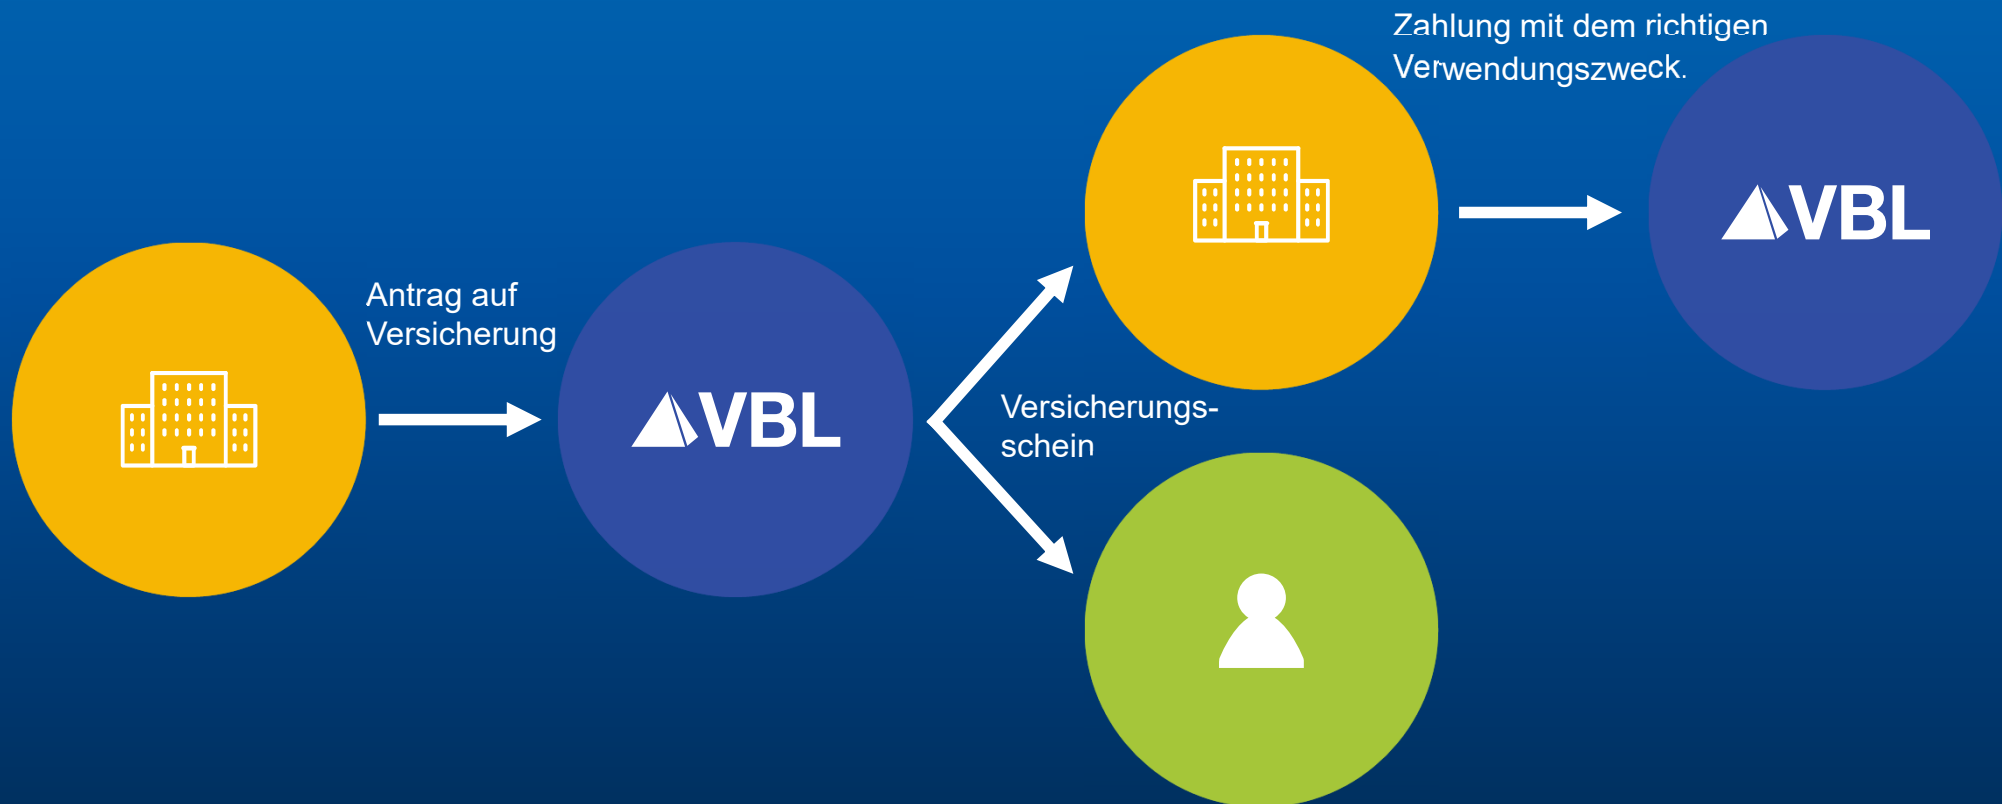 Zahlung mit dem richtigen
Verwendungszweck.
VBL
Antrag auf
Versicherung
VBL
Versicherungs-
schein